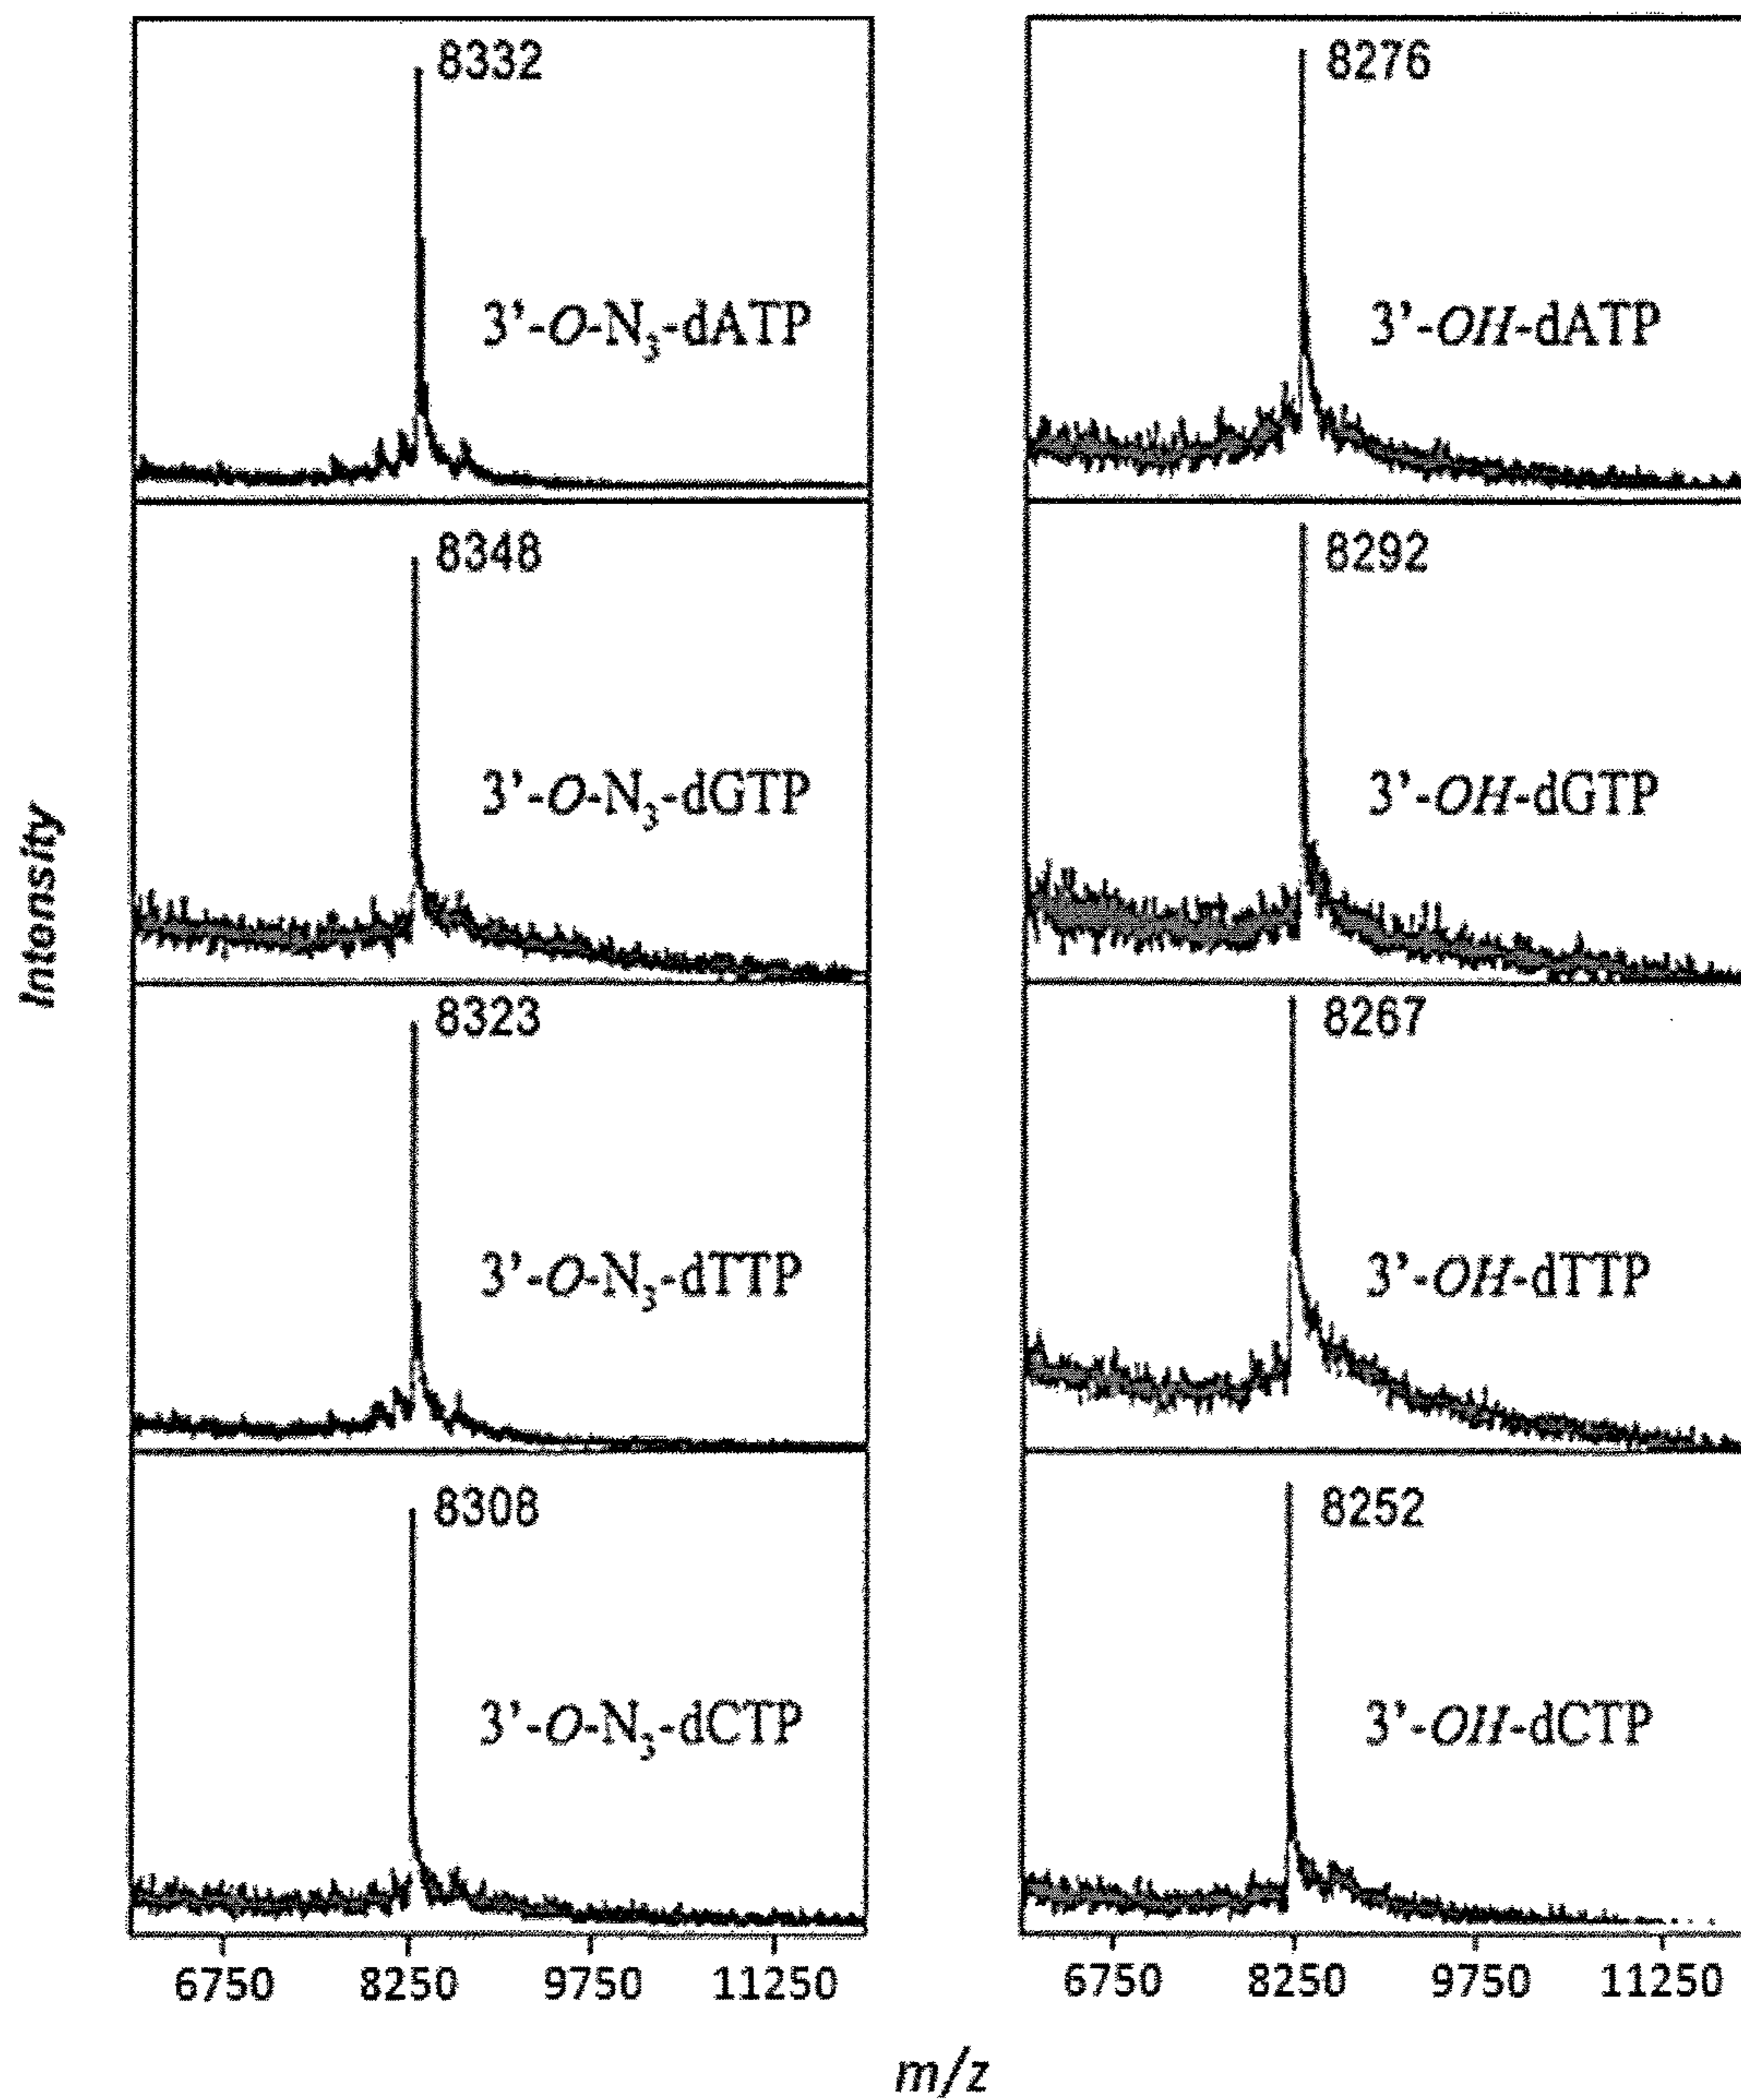 8332
3’-O-N₃-dATP
8276
3’-OH-dATP
8348
3’-O-N₃-dGTP
8292
3’-OH-dGTP
8323
3’-O-N₃-dTTP
8267
3’-OH-dTTP
8308
3’-O-N₃-dCTP
8252
3’-OH-dCTP
Intonsity
6750 8250 9750 11250
6750 8250 9750 11250
m/z